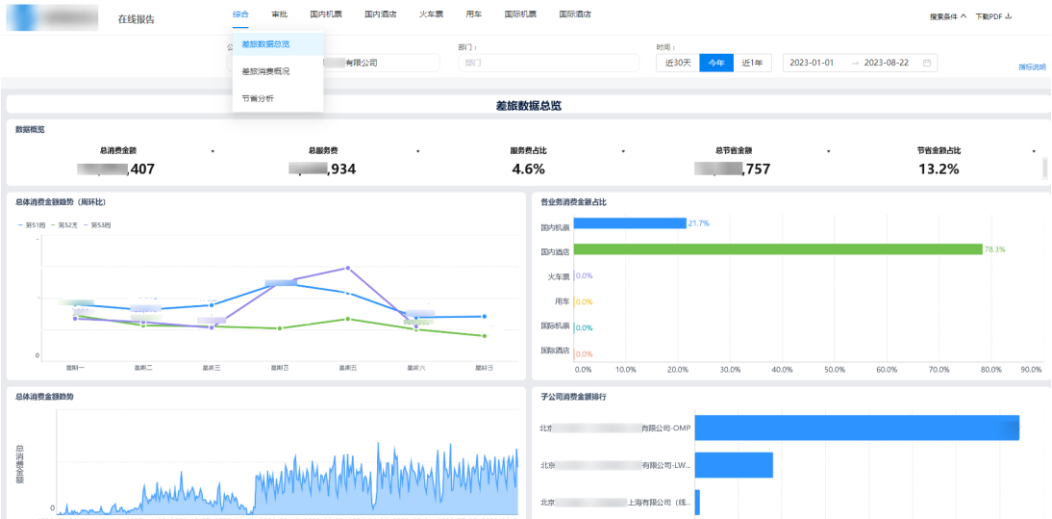 在线报告
综合 审批 国内机票 国内酒店 火车票 用车 国际机票 国际酒店
搜索条件 下载PDF
差旅数据总览
差旅消费概况
节省分析
有限公司
部门：
部门
时间：
近30天 今年 近1年 2023-01-01 → 2023-08-22
指标说明
差旅数据总览
数据概览
总消费金额 总服务费 服务费占比 总节省金额 节省金额占比
,407 ,934 4.6% ,757 13.2%
总体消费金额趋势（周环比）
第51周 第52周 第53周
0
星期一 星期二 星期三 星期五 星期六
各业务消费金额占比
国内机票 21.7%
国内酒店 78.3%
火车票 0.0%
用车 0.0%
国际机票 0.0%
国际酒店 0.0%
0.0% 10.0% 20.0% 30.0% 40.0% 50.0% 60.0% 70.0% 80.0% 90.0%
总体消费金额趋势
总消费金额
0
子公司消费金额排行
北京 有限公司-OMP
北京 有限公司-LW...
北京 上海有限公司（线..